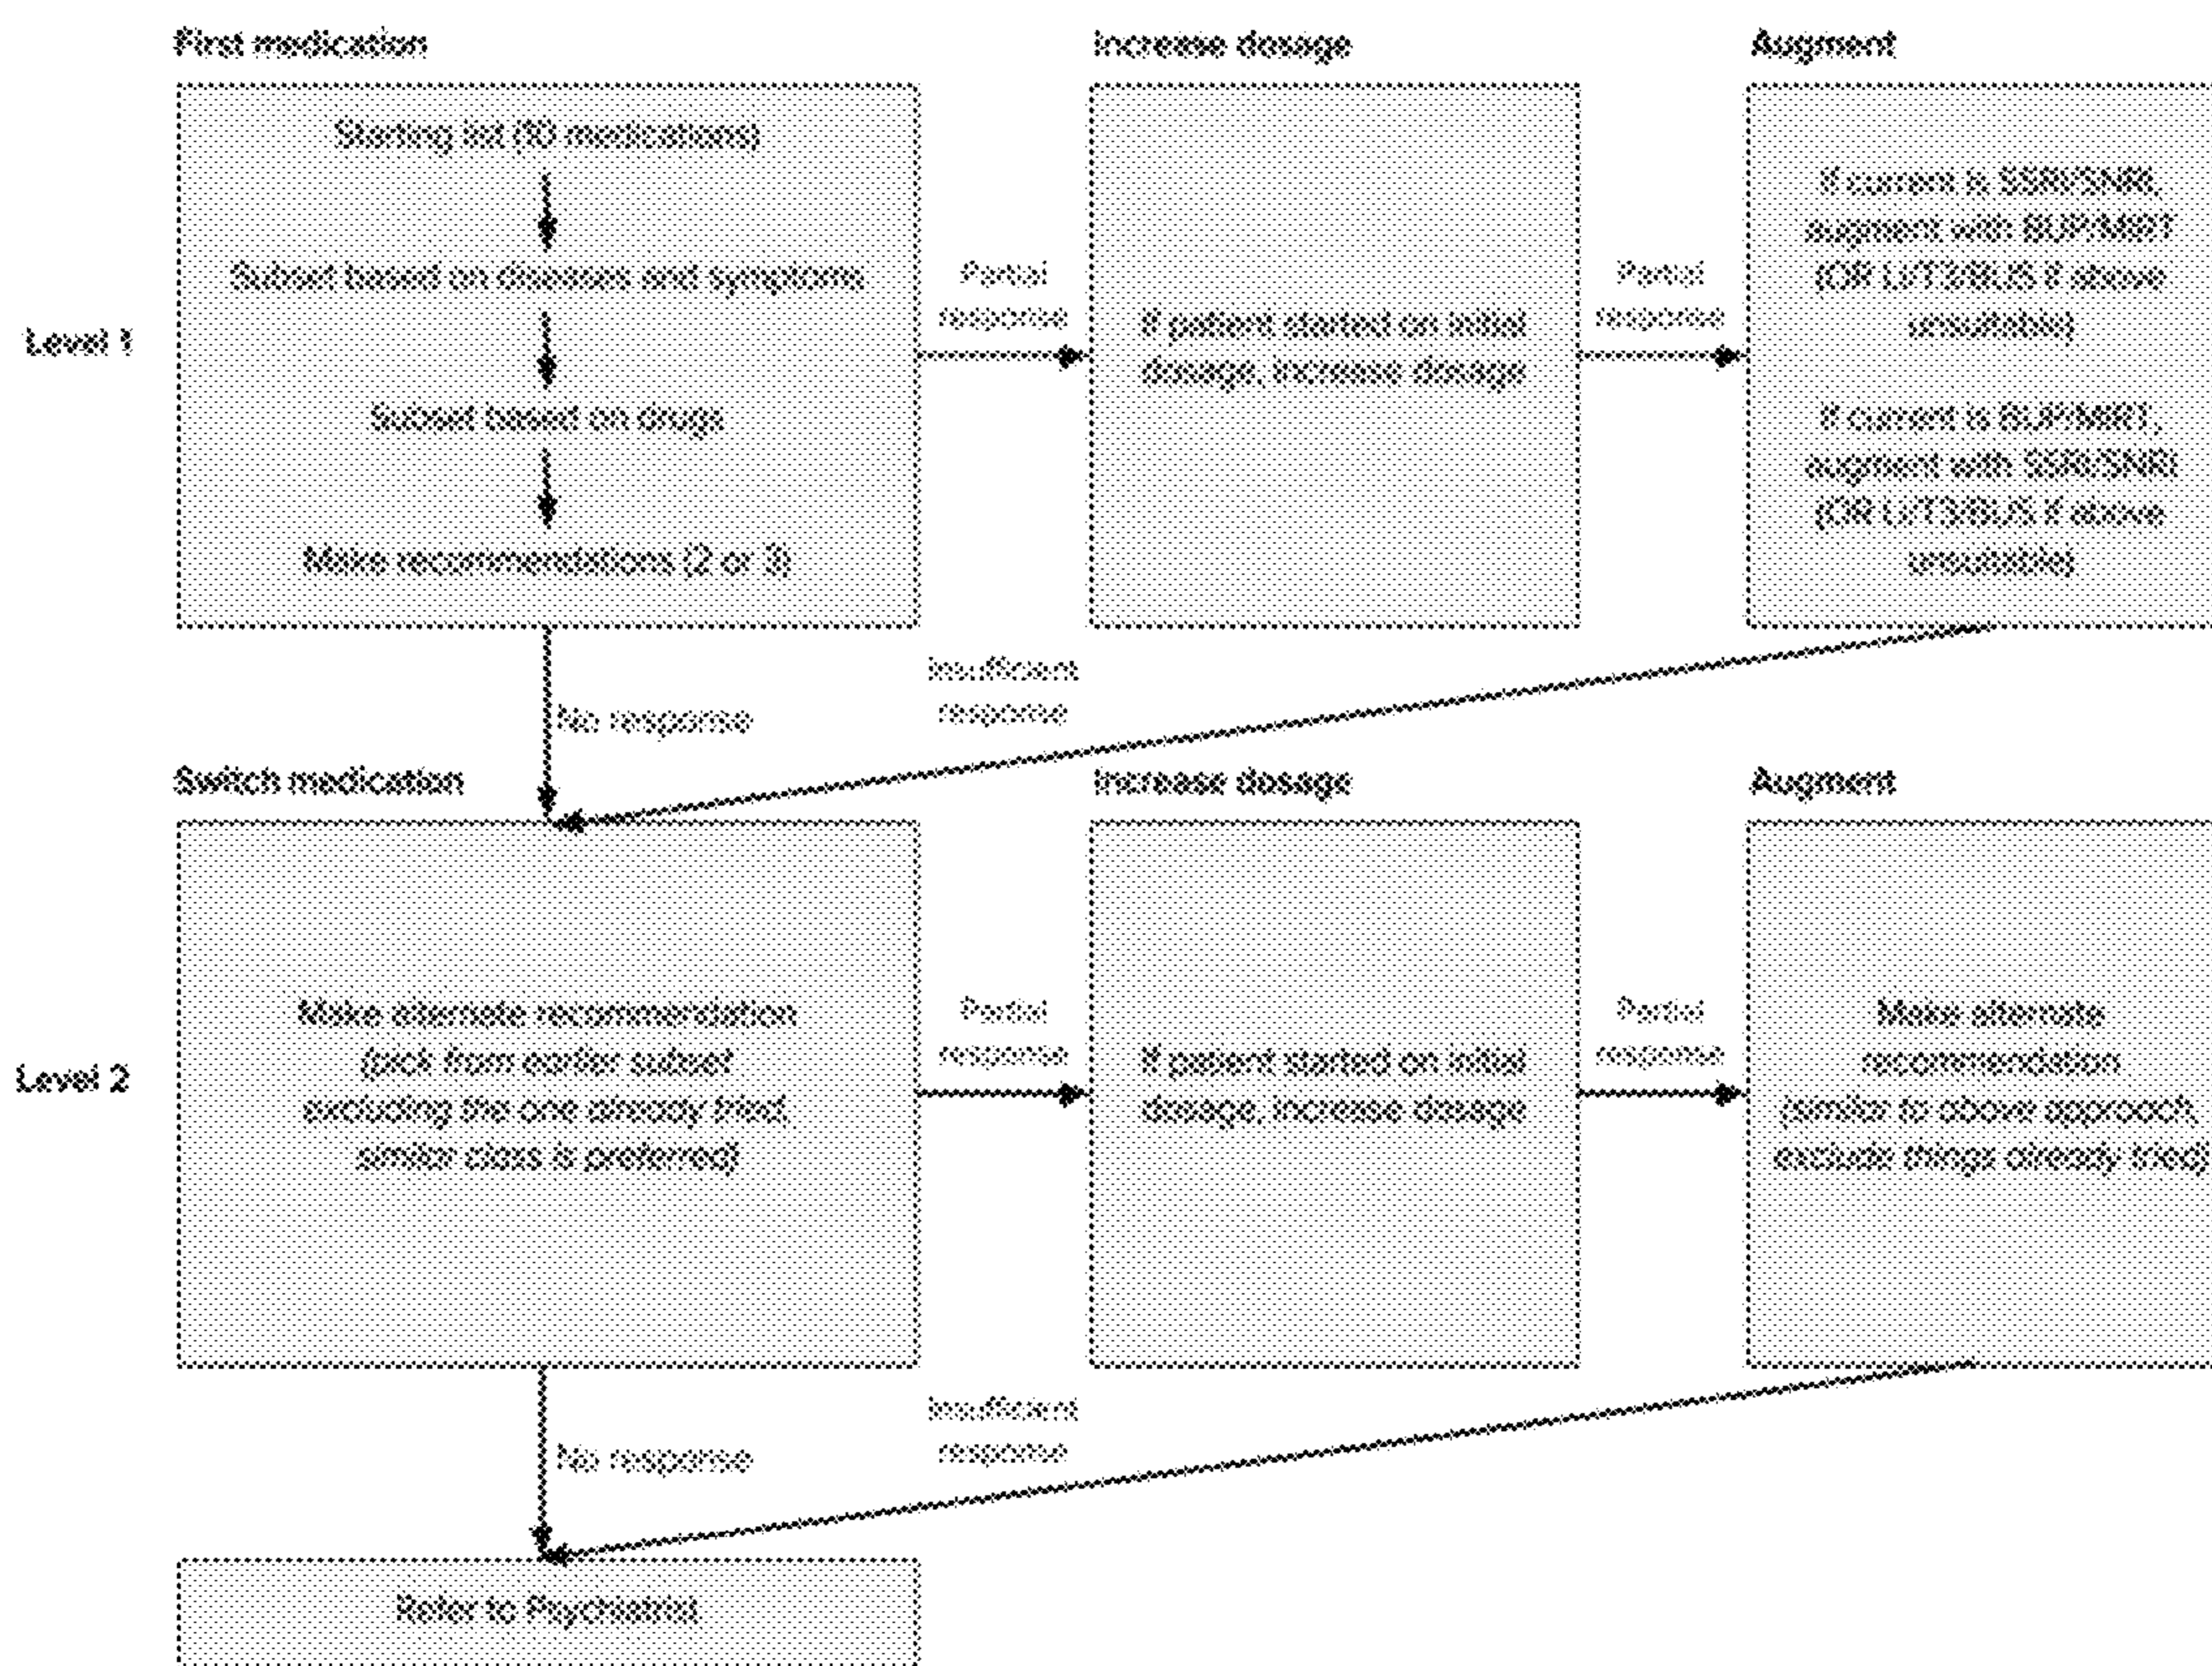 First medication
Increase dosage
Augment
Level 1
Starting list (10 medications)
Subset based on diseases and symptoms
Subset based on drugs
Make recommendations (2 or 3)
Partial
response
If patient started on initial
dosage, increase dosage
Partial
response
If current is SSRI/SNRI,
augment with BUP/MIRT
(OR Li/T3/BUS if above
unsuitable)
If current is BUP/MIRT,
augment with SSRI/SNRI
(OR Li/T3/BUS if above
unsuitable)
No response
Insufficient
response
Switch medication
Increase dosage
Augment
Level 2
Make alternate recommendation
(pick from earlier subset
excluding the one already tried,
similar class is preferred)
Partial
response
If patient started on initial
dosage, increase dosage
Partial
response
Make alternate
recommendation
(similar to above approach,
exclude things already tried)
No response
Insufficient
response
Refer to Psychiatrist